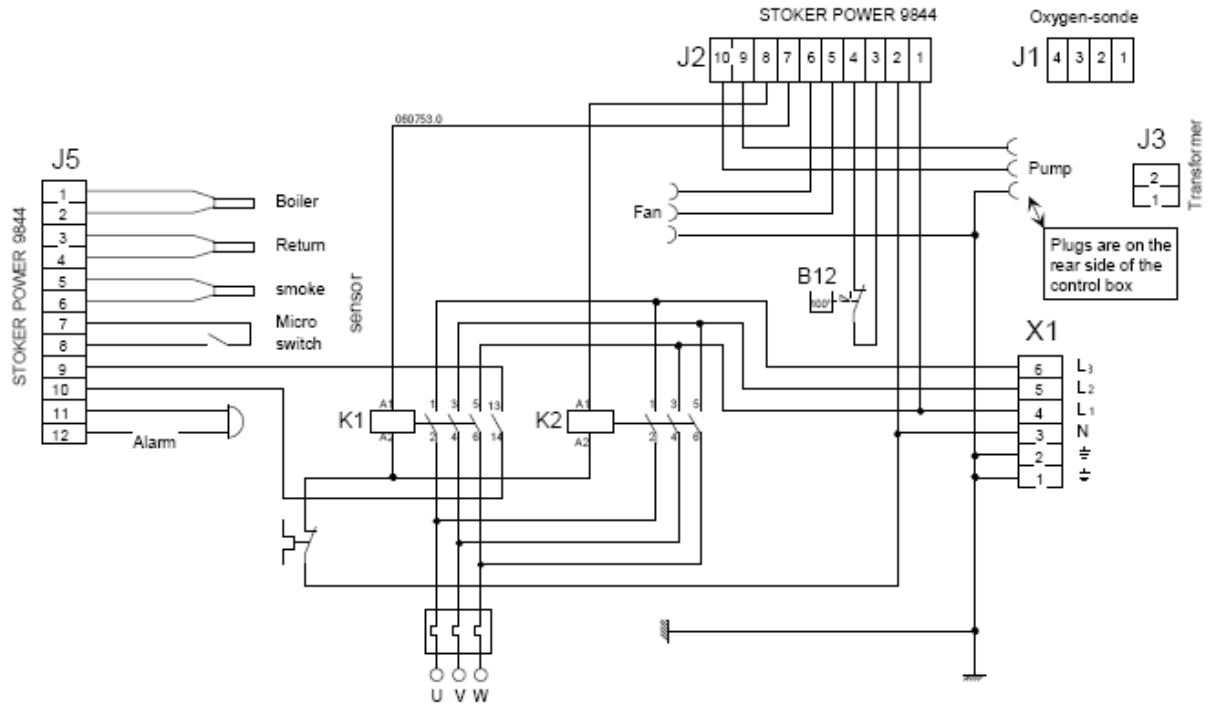 STOKER POWER 9844
Oxygen-sonde
J2
10 9 8 7 6 5 4 3 2 1
J1
4 3 2 1
060753.0
J3
2
1
Transformer
Pump
Fan
Plugs are on the
rear side of the
control box
J5
STOKER POWER 9844
1
2
3
4
5
6
7
8
9
10
11
12
Boiler
Return
smoke
Micro
switch
sensor
Alarm
B12
100°
X1
6 L3
5 L2
4 L1
3 N
2
1
K1
A1
A2
1 3 5 13
2 4 6 14
K2
A1
A2
1 3 5
2 4 6
U V W